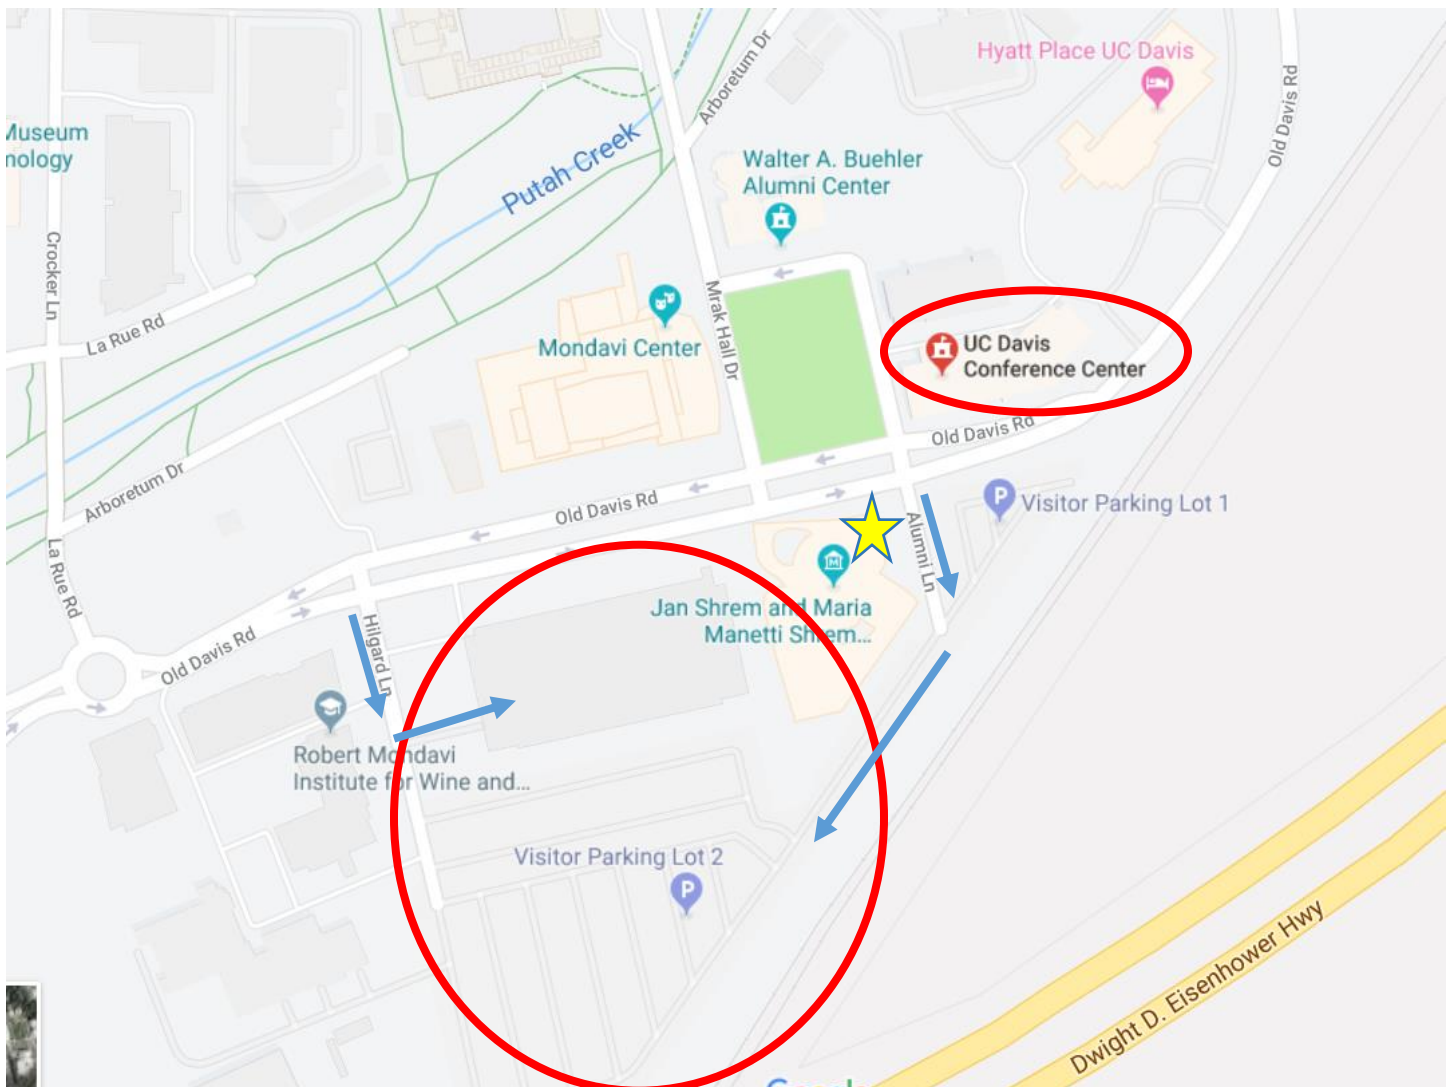 Hyatt Place UC Davis
Old Davis Rd
Arboretum Dr
Museum
nology
Putah Creek
Walter A. Buehler
Alumni Center
Crocker Ln
La Rue Rd
Mondavi Center
Mrak Hall Dr
UC Davis
Conference Center
Old Davis Rd
Arboretum Dr
Old Davis Rd
P
Visitor Parking Lot 1
Alumni Ln
La Rue Rd
M
Jan Shrem and Maria
Manetti Shrem...
Hilgard Ln
Old Davis Rd
Robert Mondavi
Institute for Wine and...
Visitor Parking Lot 2
P
Dwight D. Eisenhower Hwy
Google